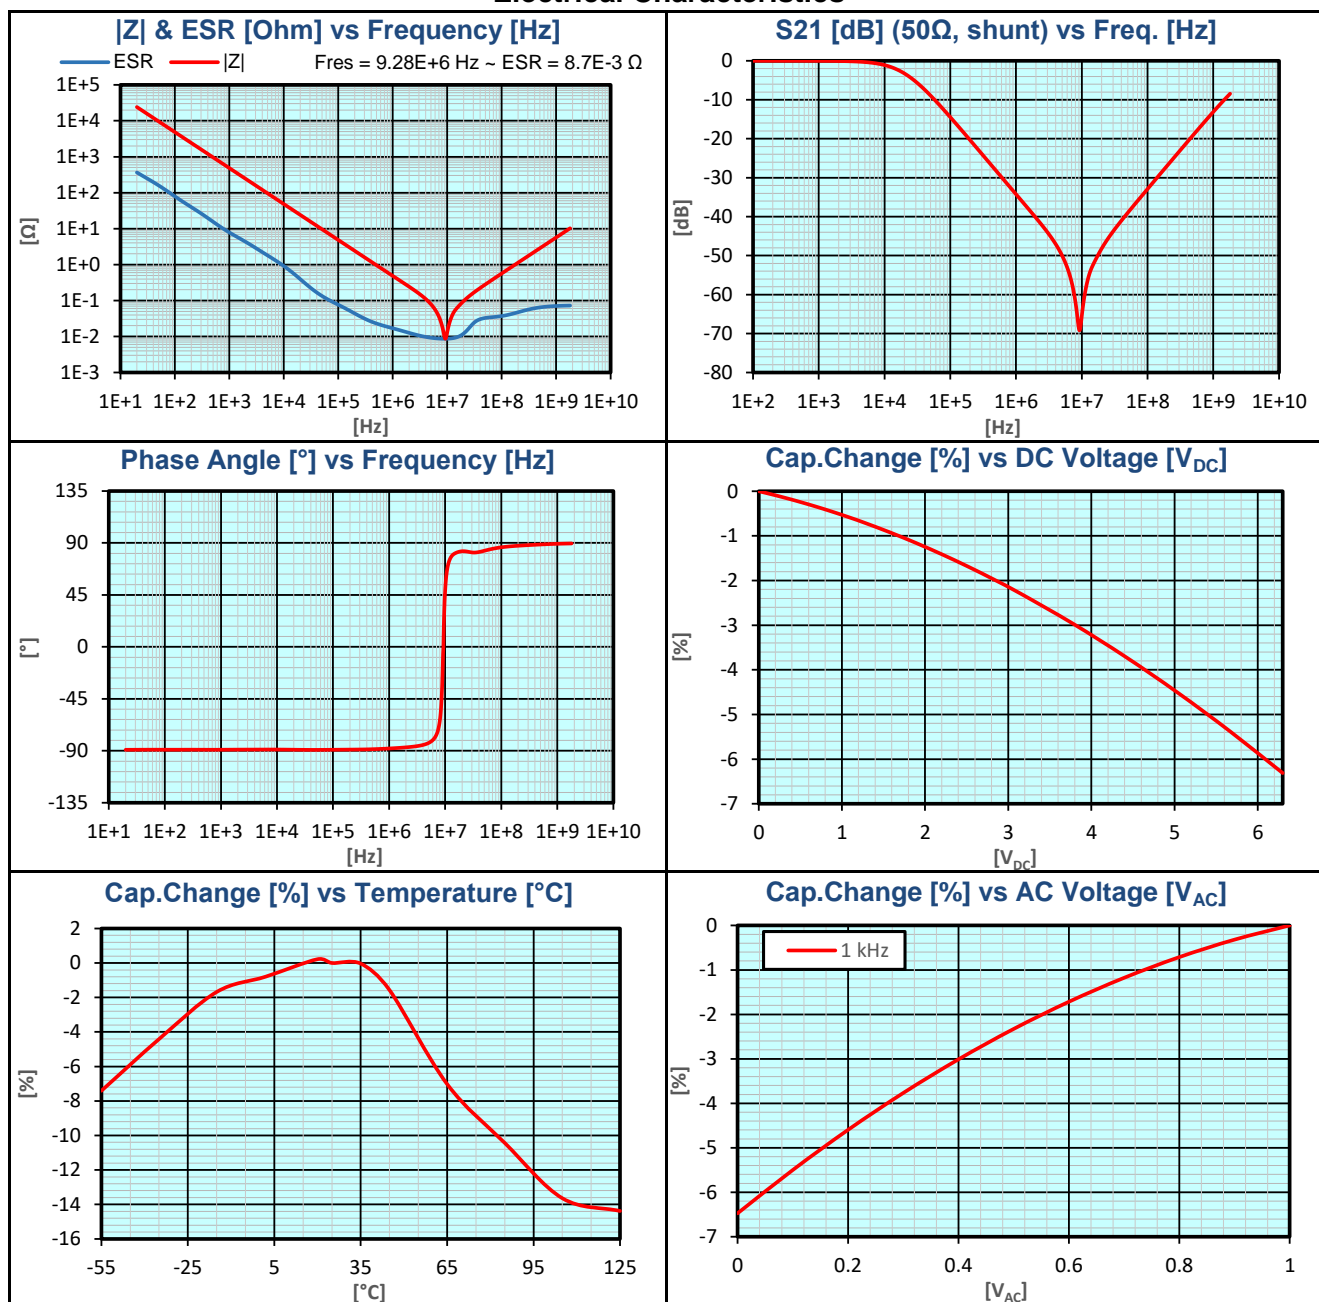 |Z| & ESR [Ohm] vs Frequency [Hz]
ESR |Z| Fres = 9.28E+6 Hz ~ ESR = 8.7E-3 Ω
1E+5
1E+4
1E+3
1E+2
1E+1
1E+0
1E-1
1E-2
1E-3
[Ω]
1E+1 1E+2 1E+3 1E+4 1E+5 1E+6 1E+7 1E+8 1E+9 1E+10
[Hz]
S21 [dB] (50Ω, shunt) vs Freq. [Hz]
0
-10
-20
-30
-40
-50
-60
-70
-80
[dB]
1E+2 1E+3 1E+4 1E+5 1E+6 1E+7 1E+8 1E+9 1E+10
[Hz]
Phase Angle [°] vs Frequency [Hz]
135
90
45
0
-45
-90
-135
[°]
1E+1 1E+2 1E+3 1E+4 1E+5 1E+6 1E+7 1E+8 1E+9 1E+10
[Hz]
Cap.Change [%] vs DC Voltage [VDC]
0
-1
-2
-3
-4
-5
-6
-7
[%]
0 1 2 3 4 5 6
[VDC]
Cap.Change [%] vs Temperature [°C]
2
0
-2
-4
-6
-8
-10
-12
-14
-16
[%]
-55 -25 5 35 65 95 125
[°C]
Cap.Change [%] vs AC Voltage [VAC]
1 kHz
0
-1
-2
-3
-4
-5
-6
-7
[%]
0 0.2 0.4 0.6 0.8 1
[VAC]